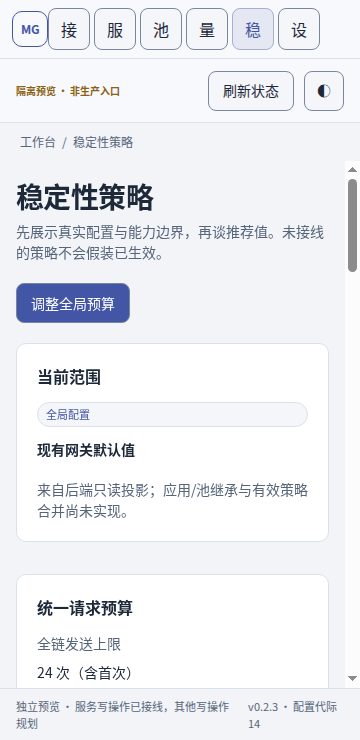 MG 接 服 池 量 稳 设
隔离预览 · 非生产入口 刷新状态
工作台 / 稳定性策略
稳定性策略
先展示真实配置与能力边界，再谈推荐值。未接线
的策略不会假装已生效。
调整全局预算
当前范围
全局配置
现有网关默认值
来自后端只读投影；应用/池继承与有效策略
合并尚未实现。
统一请求预算
全链发送上限
24 次（含首次）
独立预览 · 服务写操作已接线，其他写操作
规划
v0.2.3 · 配置代际
14